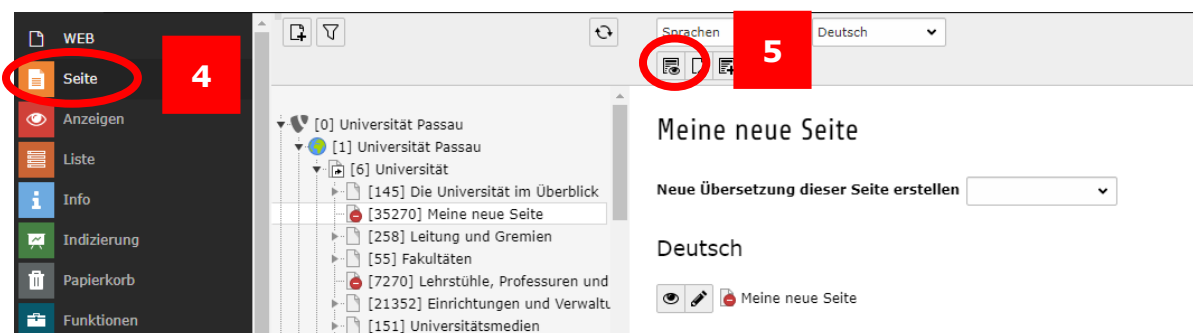 WEB
Seite
Anzeigen
Liste
Info
Indizierung
Papierkorb
Funktionen
4
[0] Universität Passau
[1] Universität Passau
[6] Universität
[145] Die Universität im Überblick
[35270] Meine neue Seite
[258] Leitung und Gremien
[55] Fakultäten
[7270] Lehrstühle, Professuren und
[21352] Einrichtungen und Verwaltu
[151] Universitätsmedien
Sprachen
Deutsch
5
Meine neue Seite
Neue Übersetzung dieser Seite erstellen
Deutsch
Meine neue Seite